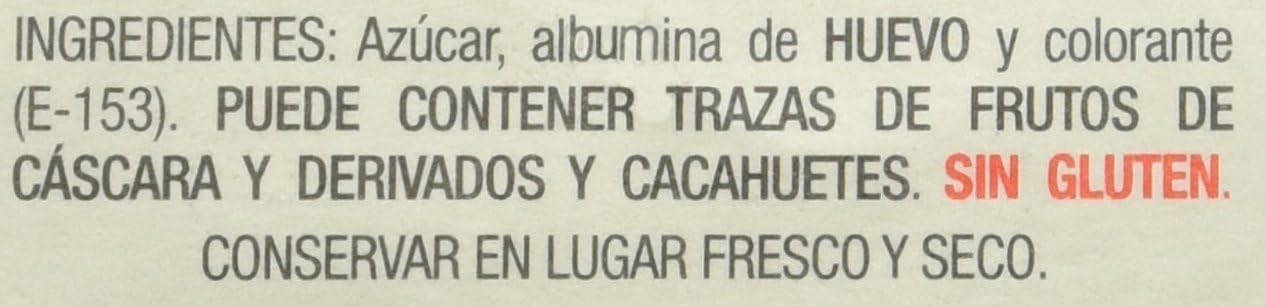 INGREDIENTES: Azúcar, albumina de HUEVO y colorante
(E-153). PUEDE CONTENER TRAZAS DE FRUTOS DE
CÁSCARA Y DERIVADOS Y CACAHUETES. SIN GLUTEN.
CONSERVAR EN LUGAR FRESCO Y SECO.